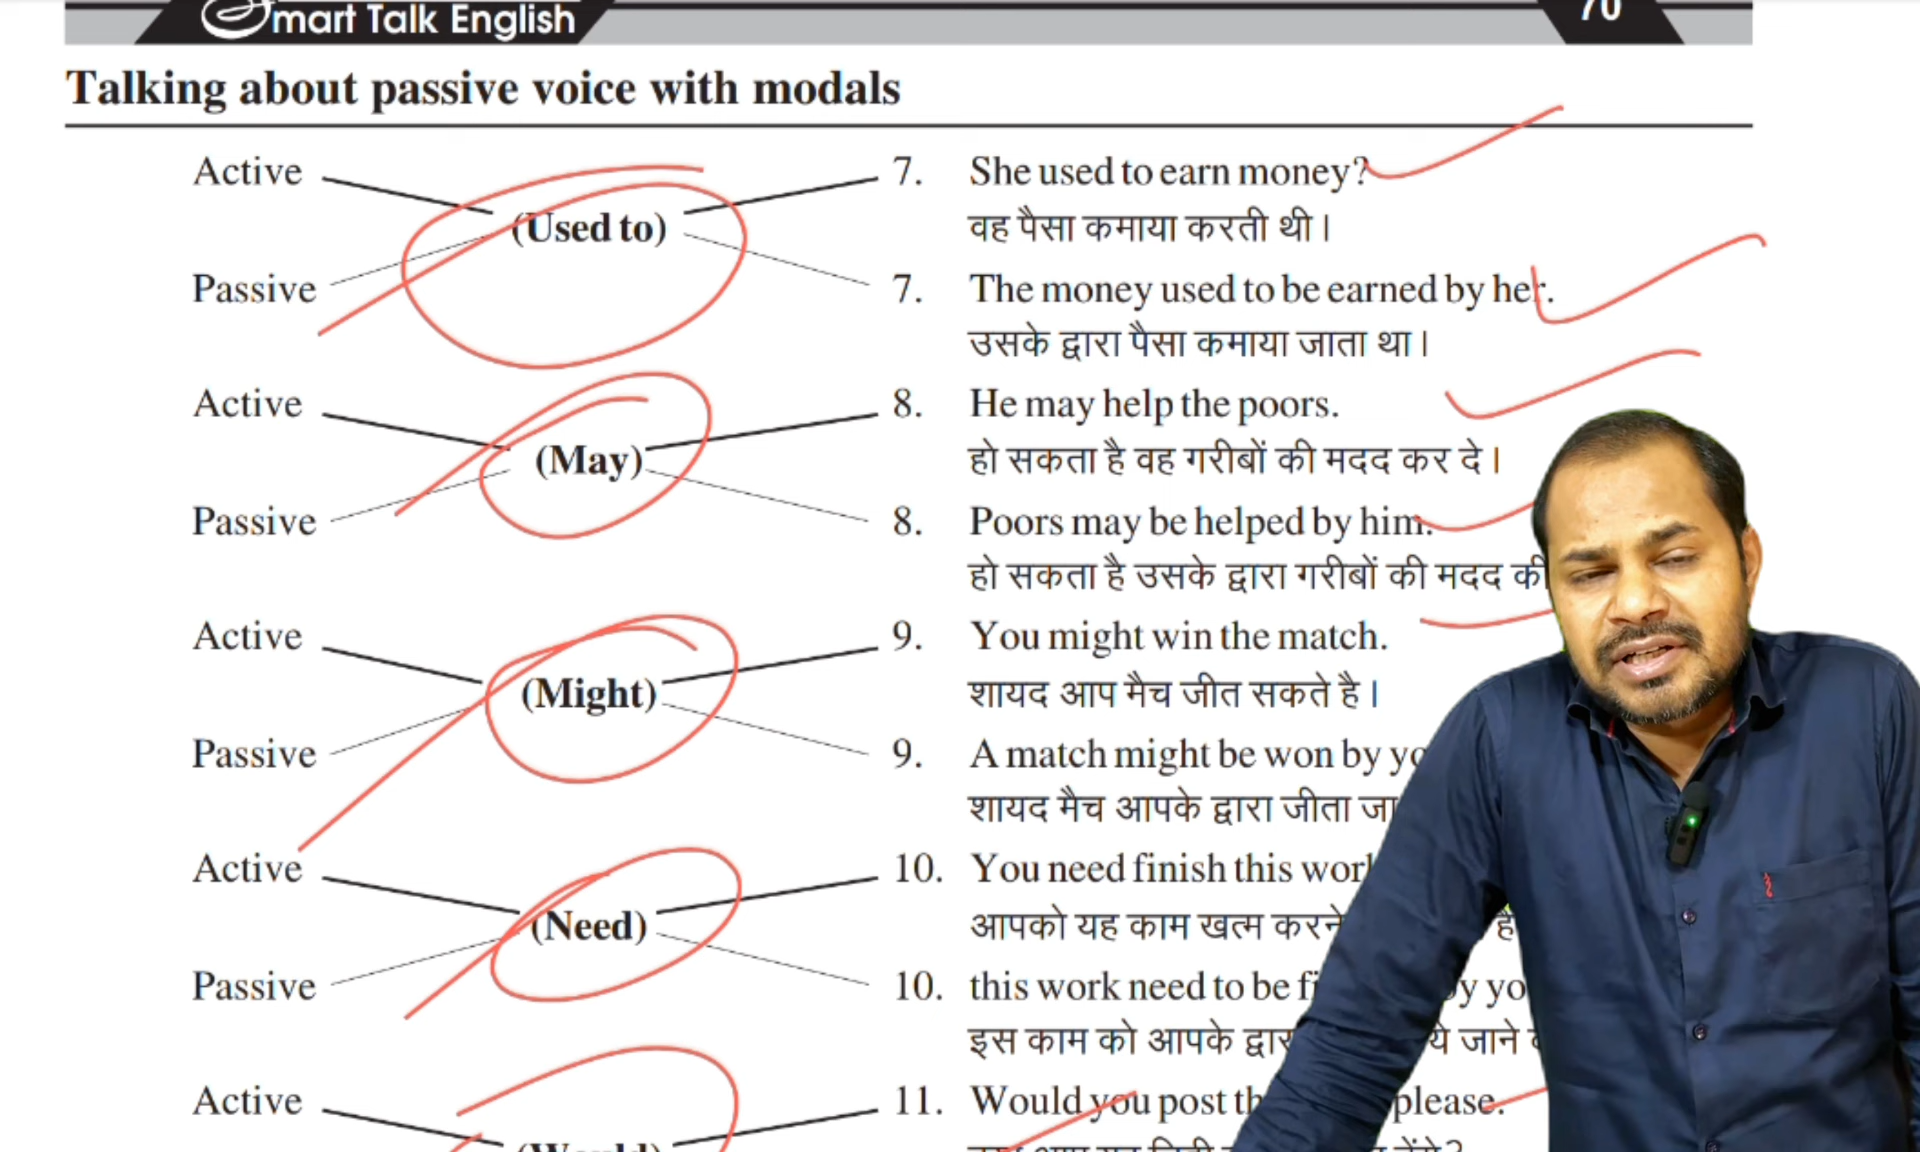 Smart Talk English
70
Talking about passive voice with modals
Active
(Used to)
7. She used to earn money?
वह पैसा कमाया करती थी।
Passive
7. The money used to be earned by her.
उसके द्वारा पैसा कमाया जाता था।
Active
(May)
8. He may help the poors.
हो सकता है वह गरीबों की मदद कर दे।
Passive
8. Poors may be helped by him.
हो सकता है उसके द्वारा गरीबों की मदद की
Active
(Might)
9. You might win the match.
शायद आप मैच जीत सकते है।
Passive
9. A match might be won by
शायद मैच आपके द्वारा जीता
Active
(Need)
10. You need finish this
आपको यह काम खत्म करने है
Passive
10. this work need to be
इस काम को आपके जाने
Active
(Would)
11. Would you post please.